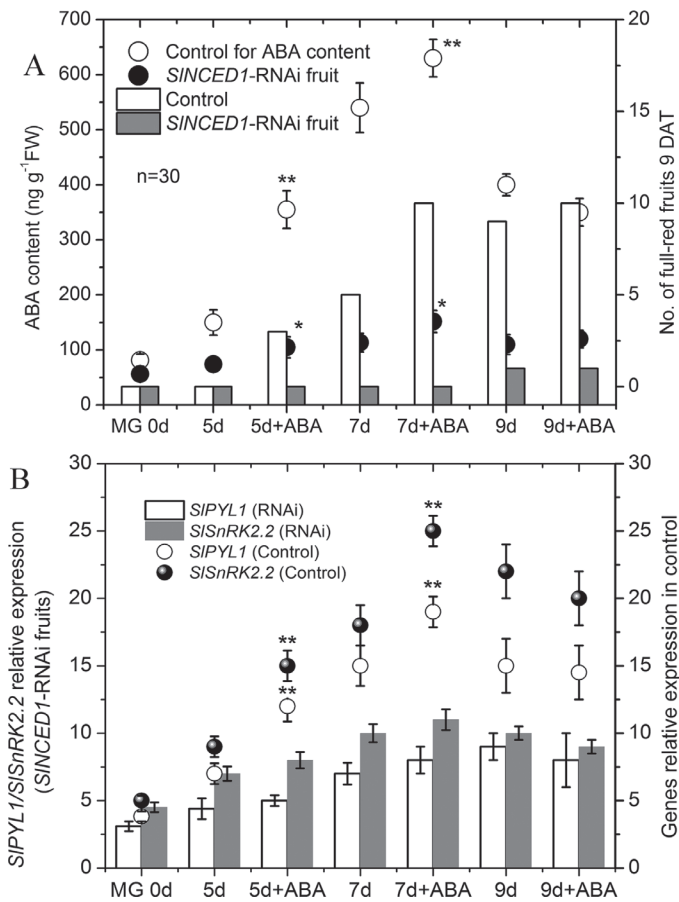 A
700
600
500
400
300
200
100
0
20
15
10
5
0
ABA content (ng g⁻¹FW)
No. of full-red fruits 9 DAT
Control for ABA content
SlNCED1-RNAi fruit
Control
SlNCED1-RNAi fruit
n=30
**
*
**
*
MG 0d 5d 5d+ABA 7d 7d+ABA 9d 9d+ABA
B
30
25
20
15
10
5
0
30
25
20
15
10
5
0
SlPYL1/SlSnRK2.2 relative expression
(SlNCED1-RNAi fruits)
Genes relative expression in control
SlPYL1 (RNAi)
SlSnRK2.2 (RNAi)
SlPYL1 (Control)
SlSnRK2.2 (Control)
**
**
**
**
MG 0d 5d 5d+ABA 7d 7d+ABA 9d 9d+ABA